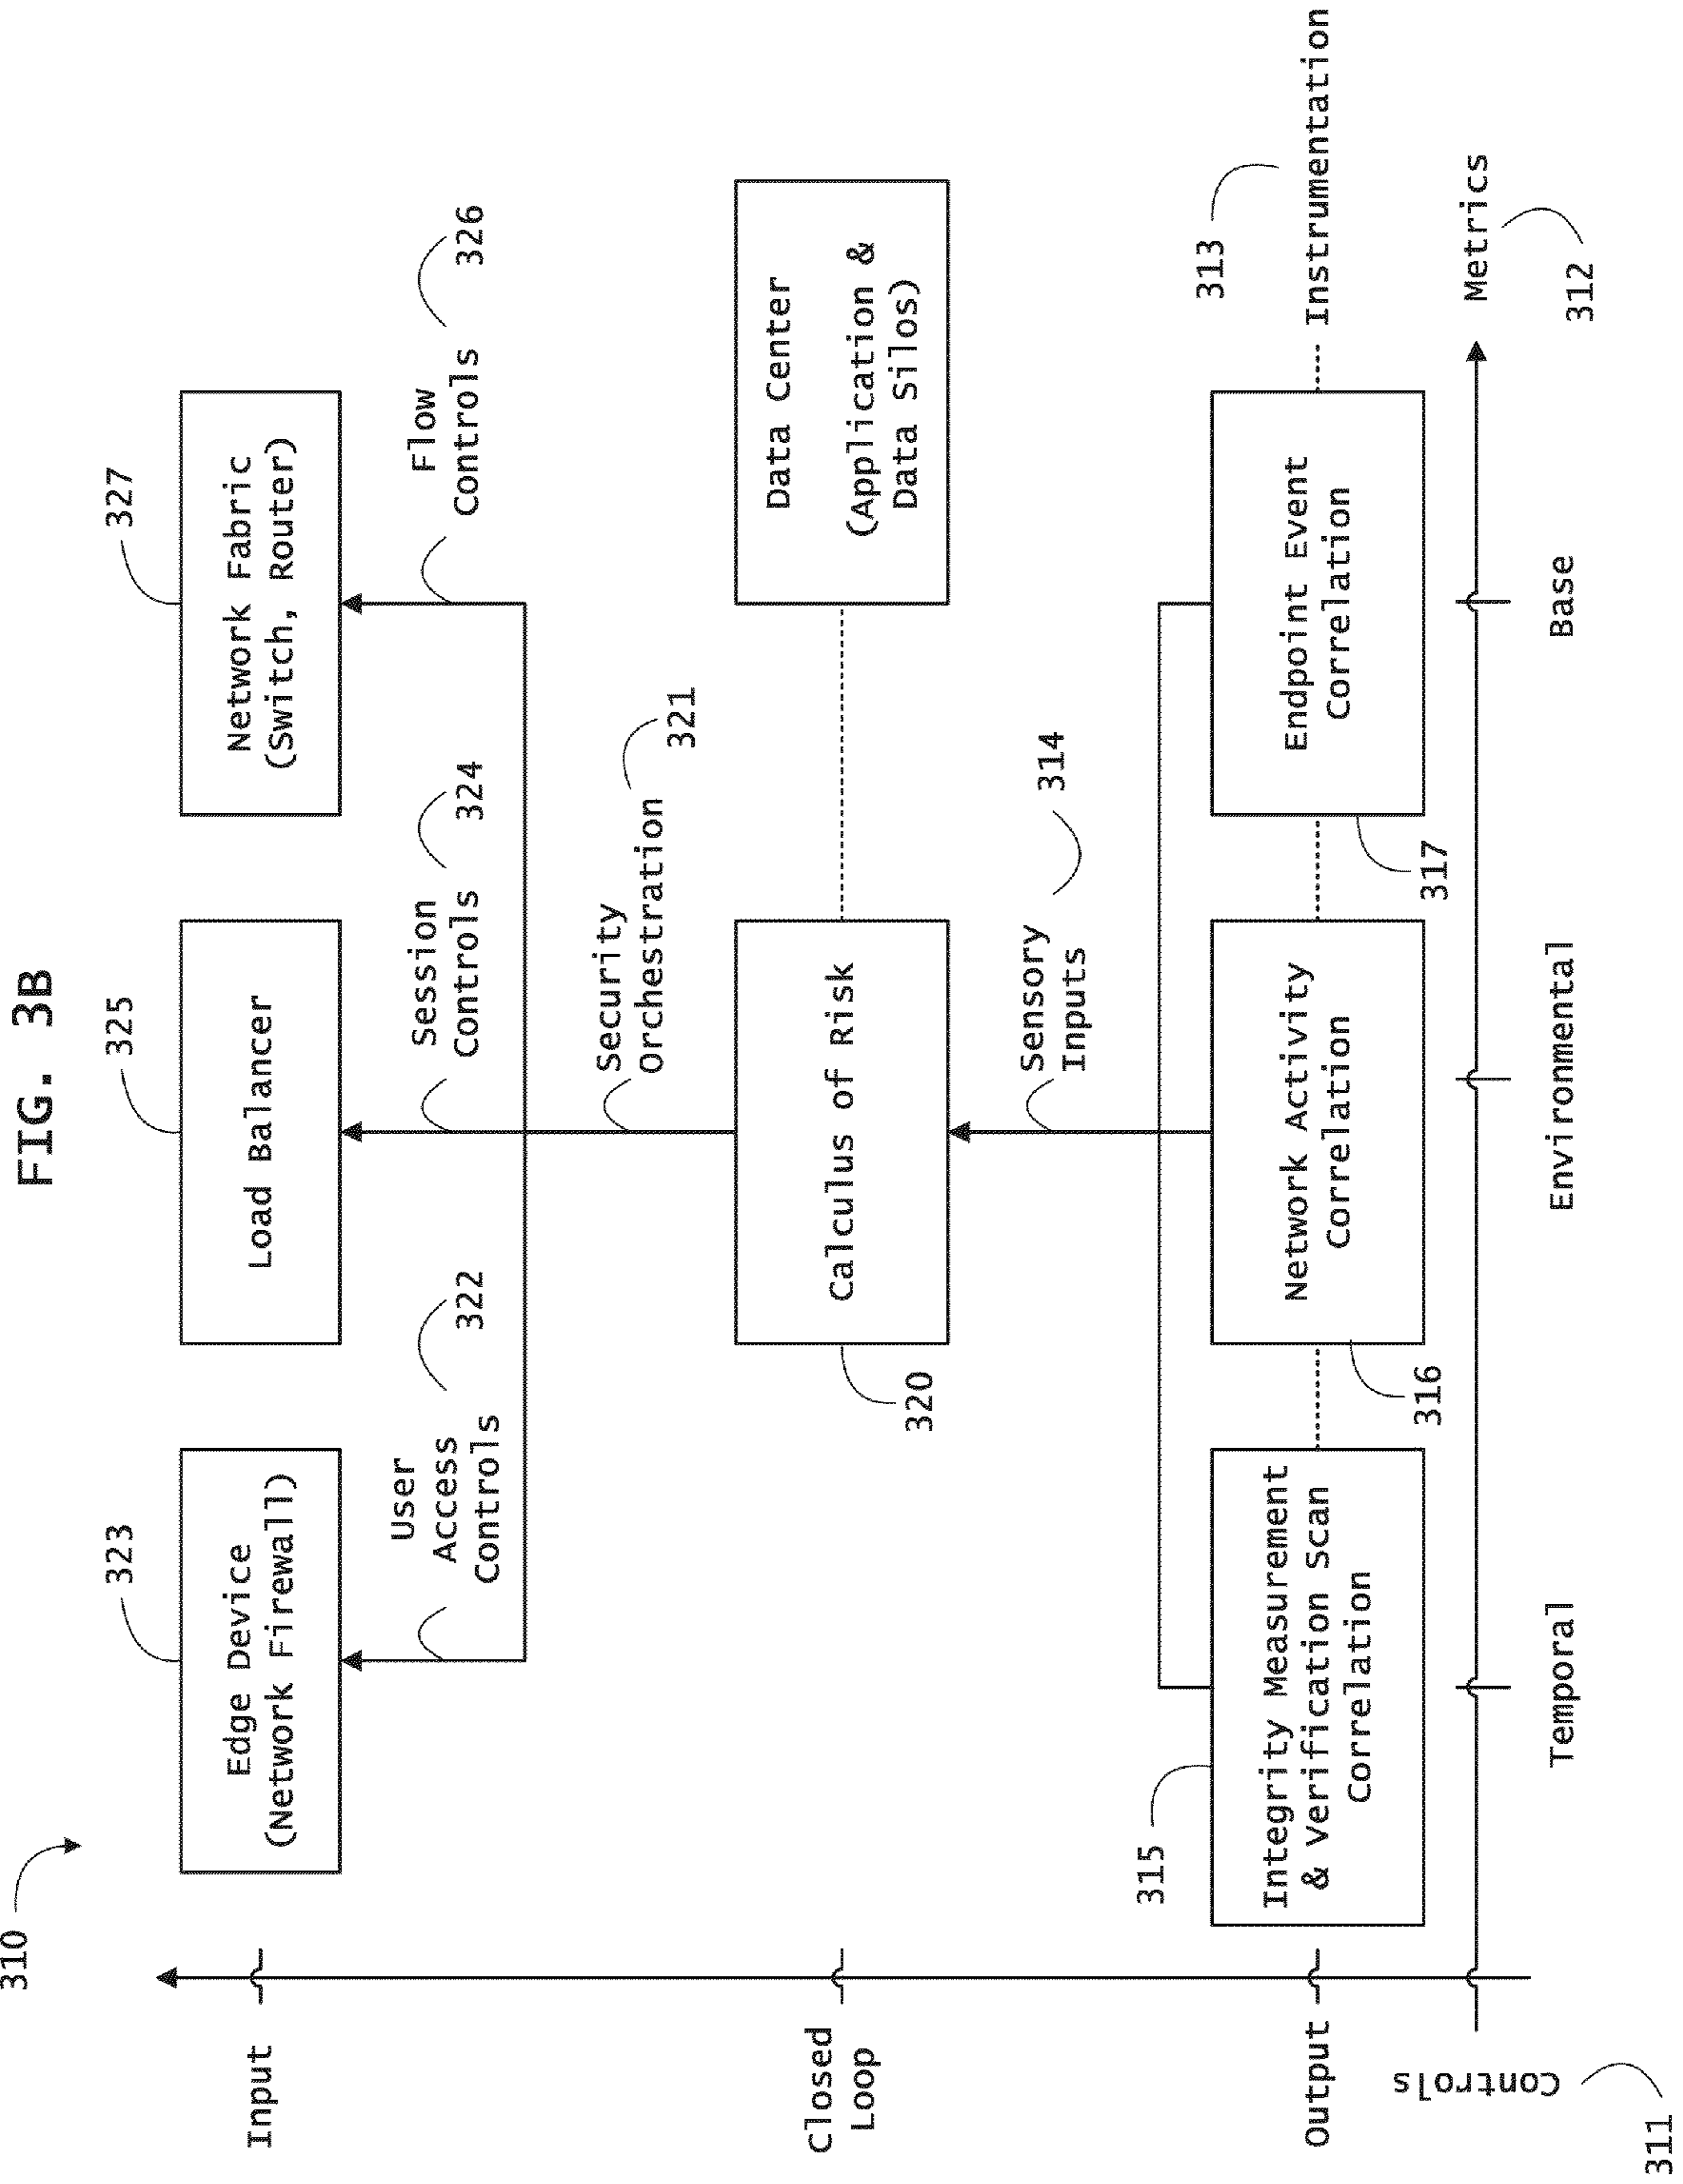 FIG. 3B
310
323
325
327
Input
Edge Device
(Network Firewall)
Load Balancer
Network Fabric
(Switch, Router)
User
Access
Controls
322
Session
Controls
324
Flow
Controls
326
Security
Orchestration
321
Closed
Loop
320
Calculus of Risk
Data Center
(Application &
Data Silos)
Sensory
Inputs
314
315
313
Output
Integrity Measurement
& Verification Scan
Correlation
316
Network Activity
Correlation
317
Endpoint Event
Correlation
Instrumentation
Controls
311
Metrics
312
Temporal
Environmental
Base